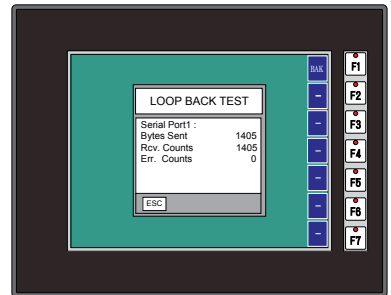 BAK
F1
F2
F3
F4
F5
F6
F7
LOOP BACK TEST
Serial Port1 :
Bytes Sent 1405
Rcv. Counts 1405
Err. Counts 0
ESC